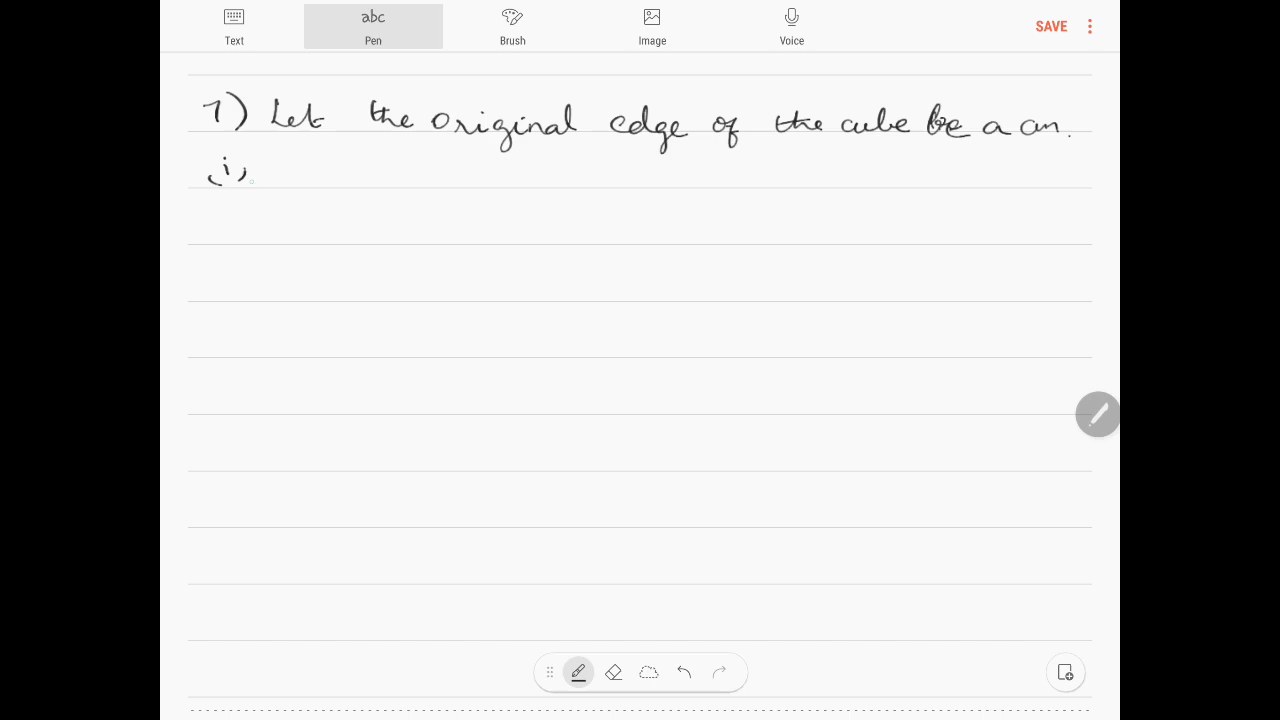 Text abc Pen Brush Image Voice SAVE
7) Let the original edge of the cube be a cm.
(i)